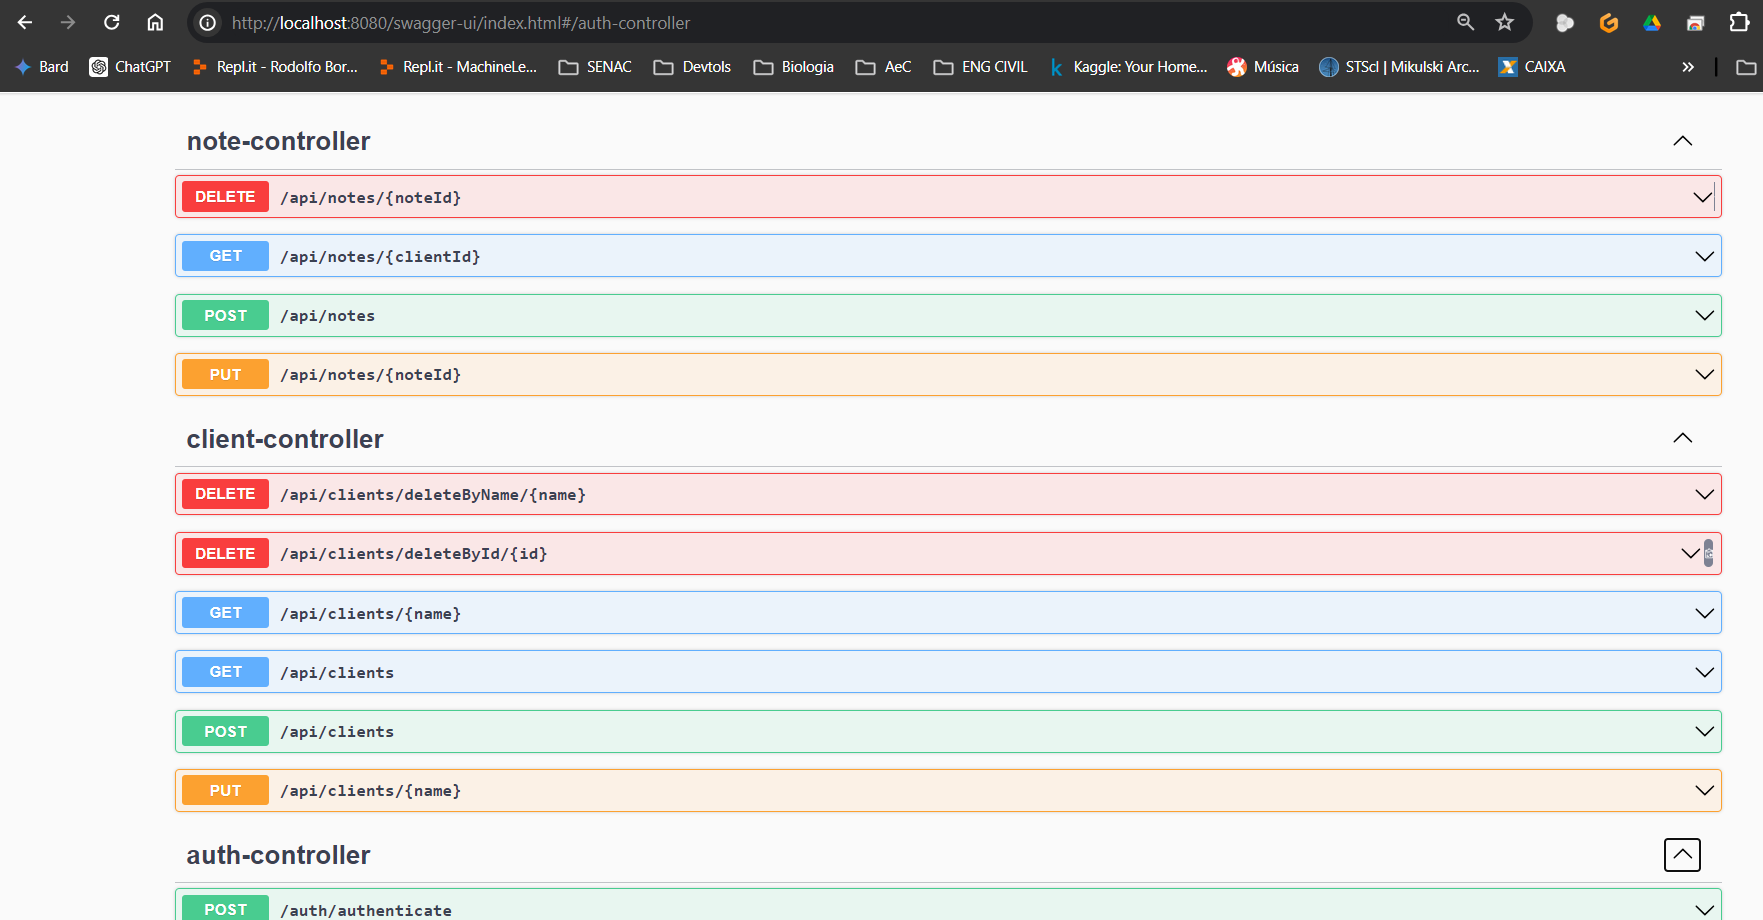 http://localhost:8080/swagger-ui/index.html#/auth-controller
Bard ChatGPT Repl.it - Rodolfo Bor... Repl.it - MachineLe... SENAC Devtols Biologia AeC ENG CIVIL Kaggle: Your Home... Música STScI | Mikulski Arc... CAIXA
note-controller
DELETE /api/notes/{noteId}
GET /api/notes/{clientId}
POST /api/notes
PUT /api/notes/{noteId}
client-controller
DELETE /api/clients/deleteByName/{name}
DELETE /api/clients/deleteById/{id}
GET /api/clients/{name}
GET /api/clients
POST /api/clients
PUT /api/clients/{name}
auth-controller
POST /auth/authenticate